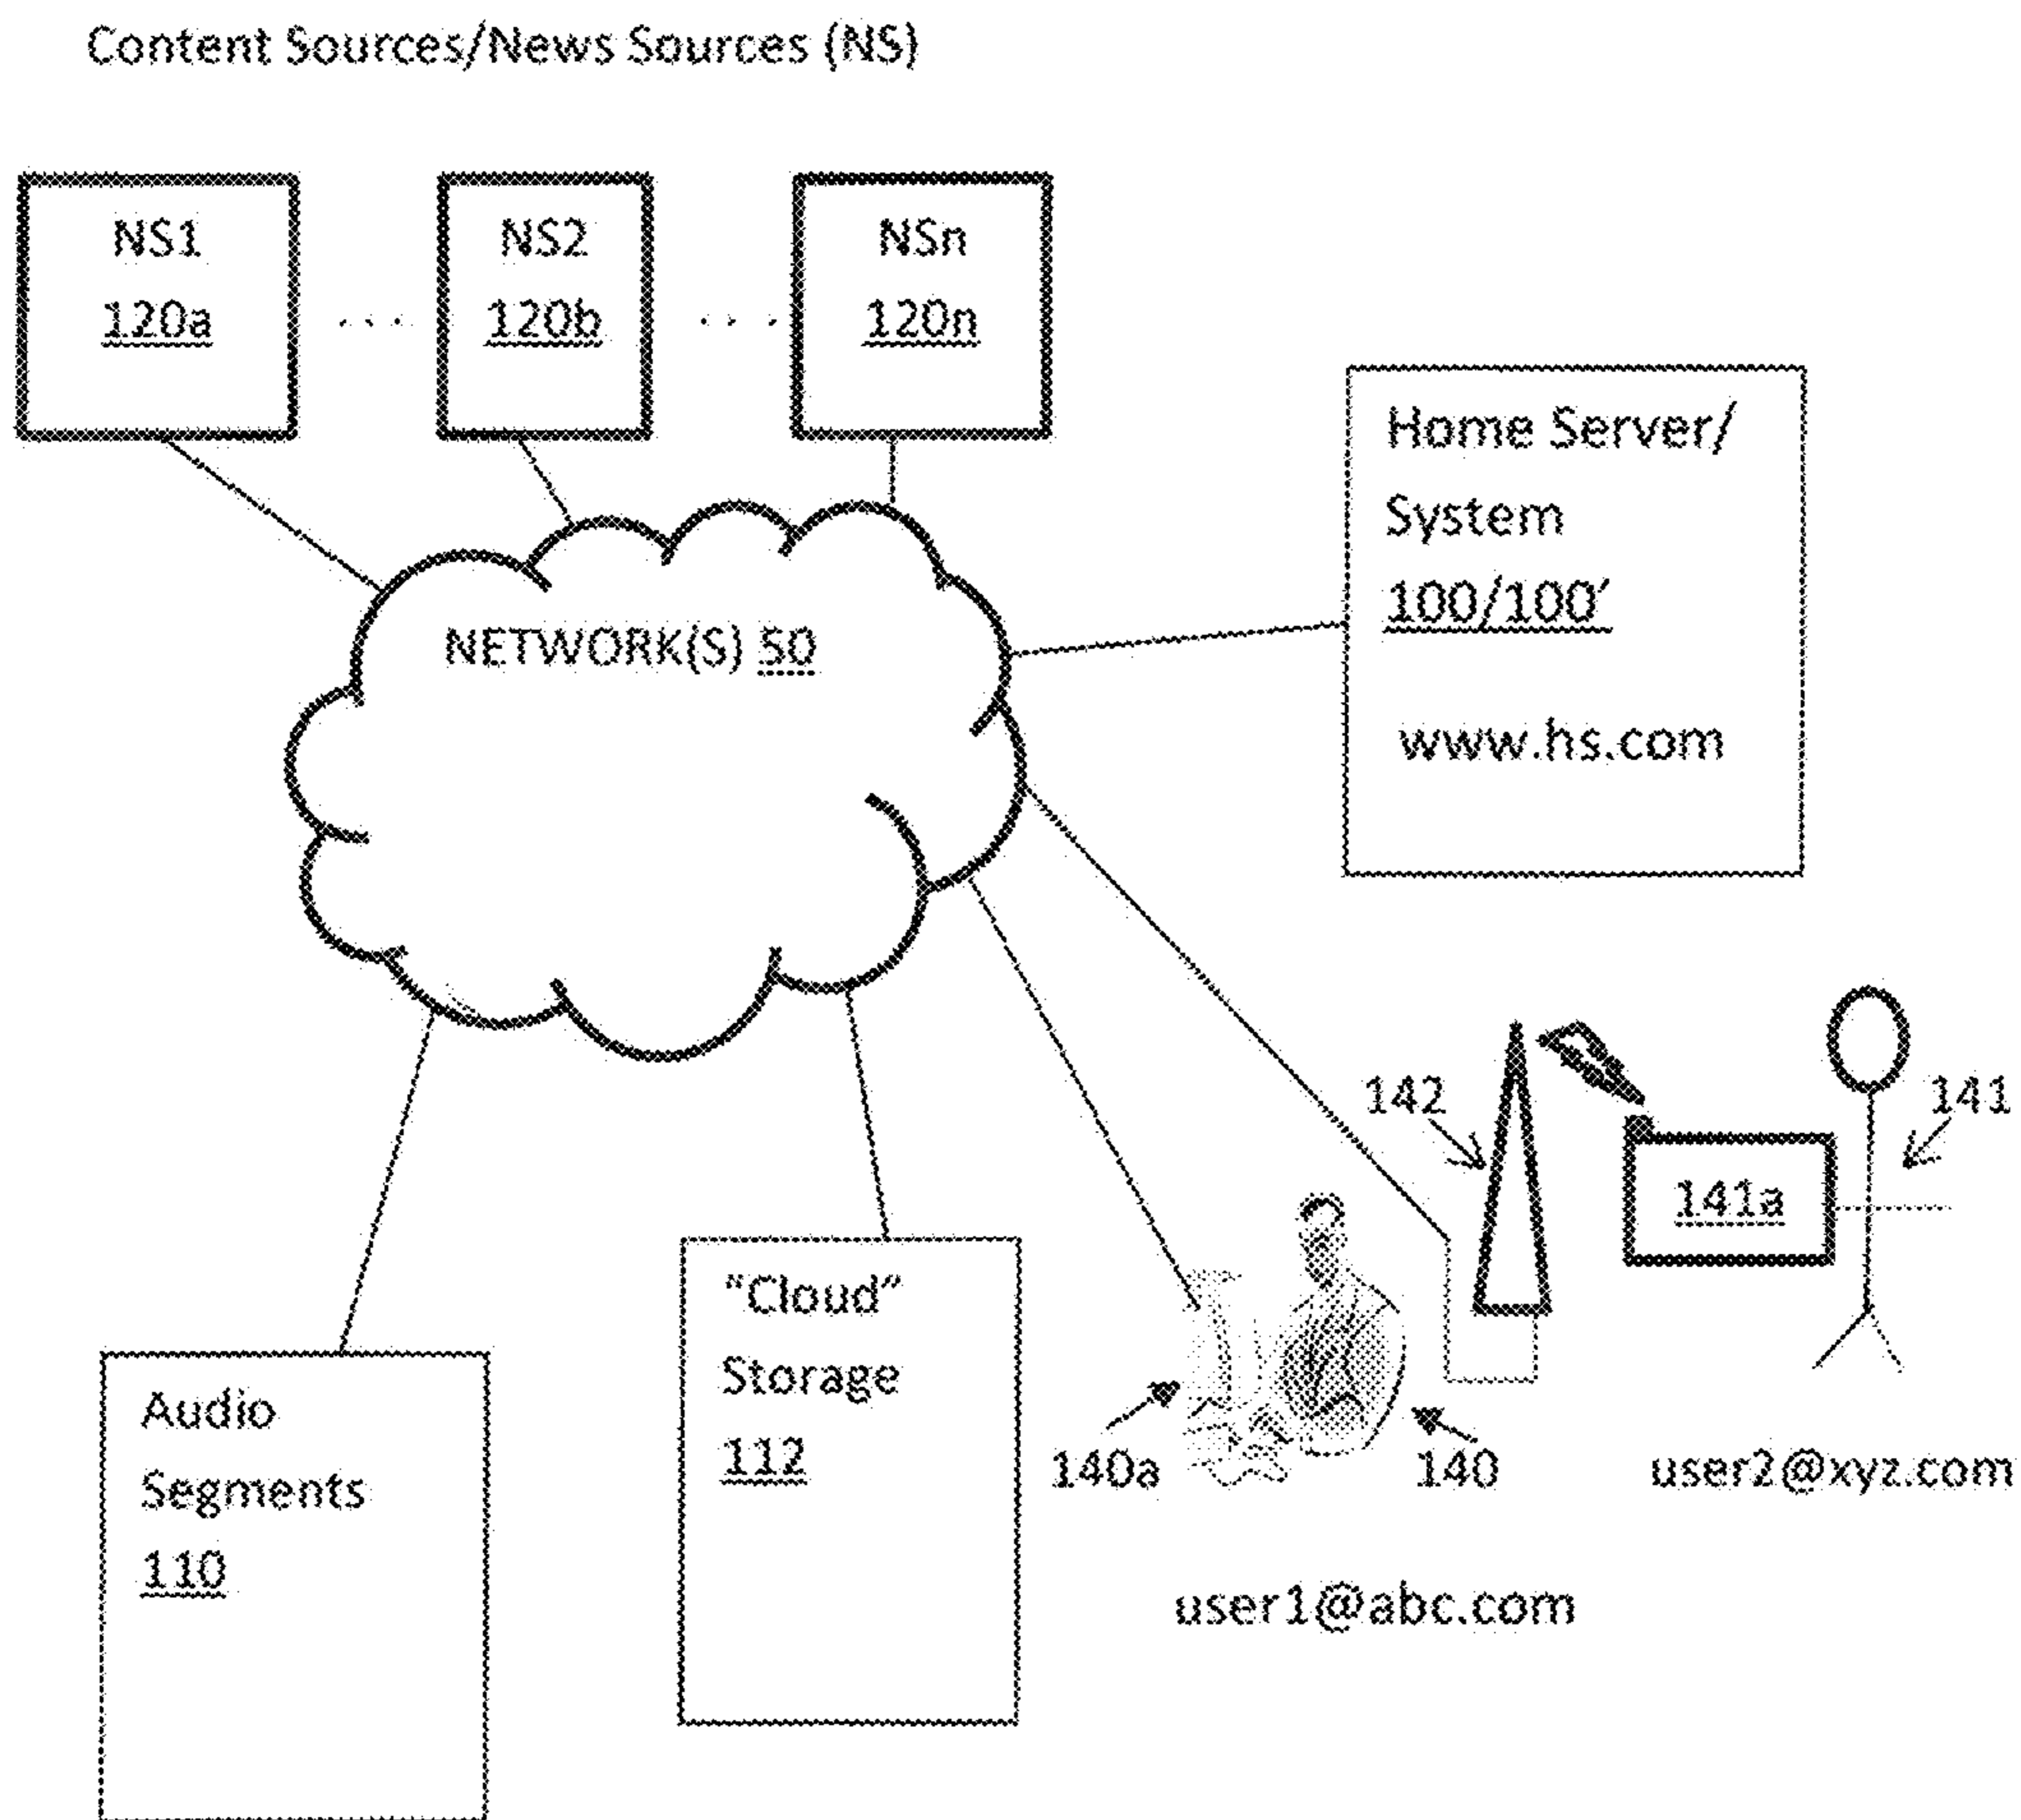 Content Sources/News Sources (NS)
NS1
120a
NS2
120b
NSn
120n
. . .
. . .
Home Server/
System
100/100′
www.hs.com
NETWORK(S) 50
142
141
141a
"Cloud"
Storage
112
Audio
Segments
110
140a
140
user2@xyz.com
user1@abc.com